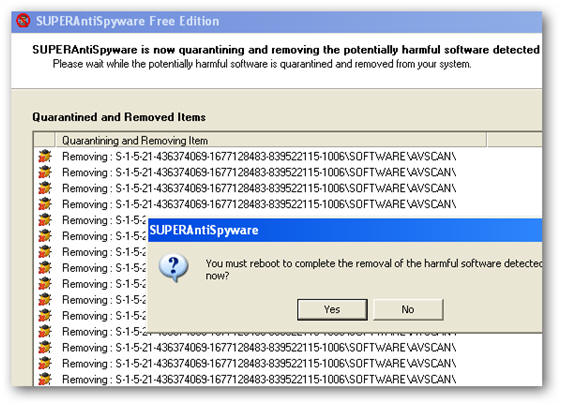 SUPERAntiSpyware Free Edition
SUPERAntiSpyware is now quarantining and removing the potentially harmful software detected
Please wait while the potentially harmful software is quarantined and removed from your system.
Quarantined and Removed Items
Quarantining and Removing Item
Removing : S-1-5-21-436374069-1677128483-839522115-1006\SOFTWARE\AVSCAN\
Removing : S-1-5-21-436374069-1677128483-839522115-1006\SOFTWARE\AVSCAN\
Removing : S-1-5-21-436374069-1677128483-839522115-1006\SOFTWARE\AVSCAN\
Removing : S-1-5-21-436374069-1677128483-839522115-1006\SOFTWARE\AVSCAN\
Removing : S-1-5-2
Removing : S-1-5-2
Removing : S-1-5-2
Removing : S-1-5-2
Removing : S-1-5-2
Removing : S-1-5-2
Removing : S-1-5-2
SUPERAntiSpyware
You must reboot to complete the removal of the harmful software detected
now?
Yes
No
Removing : S-1-5-21-436374069-1677128483-839522115-1006\SOFTWARE\AVSCAN\
Removing : S-1-5-21-436374069-1677128483-839522115-1006\SOFTWARE\AVSCAN\
Removing : S-1-5-21-436374069-1677128483-839522115-1006\SOFTWARE\AVSCAN\
Removing : S-1-5-21-436374069-1677128483-839522115-1006\SOFTWARE\AVSCAN\